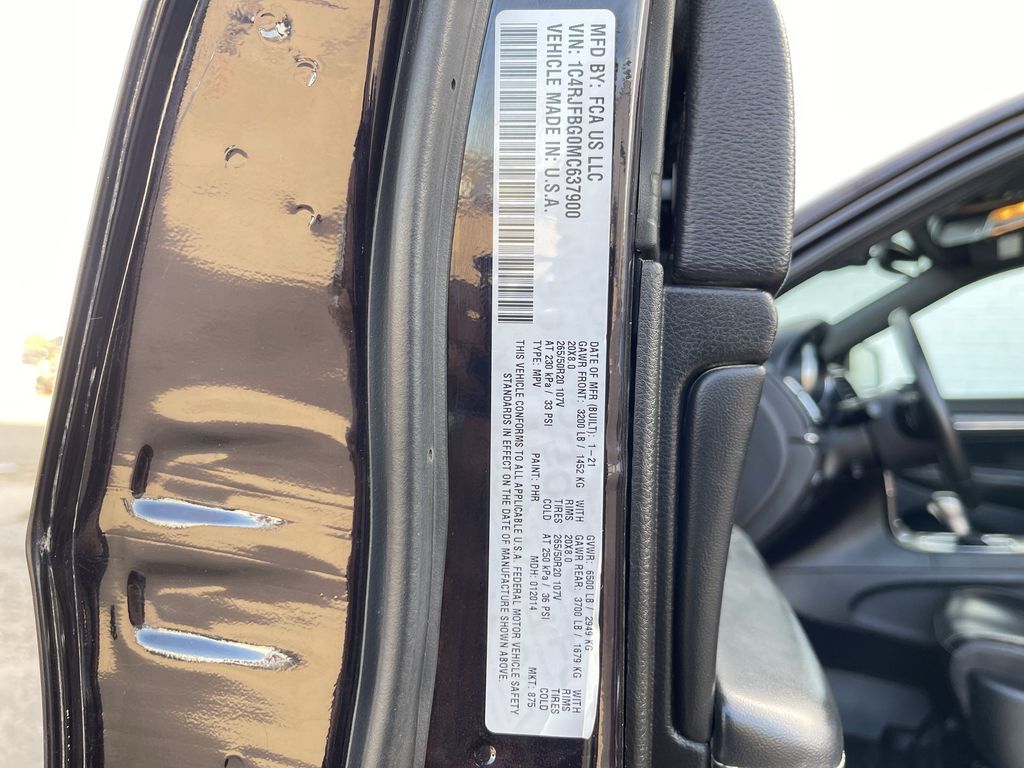 MFD BY: FCA US LLC
VIN: 1C4RJFBG0MC637900
VEHICLE MADE IN: U.S.A.
DATE OF MFR (BUILT): 1-21 GVWR: 6500 LB / 2949 KG
GAWR FRONT: 3200 LB / 1452 KG WITH GAWR REAR: 3700 LB / 1679 KG WITH
20X8.0 RIMS 20X8.0 RIMS
265/50R20 107V TIRES 265/50R20 107V TIRES
AT 230 kPa / 33 PSI COLD AT 250 kPa / 36 PSI COLD
TYPE: MPV PAINT: PHR MDH: 012014 MKT: 875
THIS VEHICLE CONFORMS TO ALL APPLICABLE U.S.A. FEDERAL MOTOR VEHICLE SAFETY
STANDARDS IN EFFECT ON THE DATE OF MANUFACTURE SHOWN ABOVE.